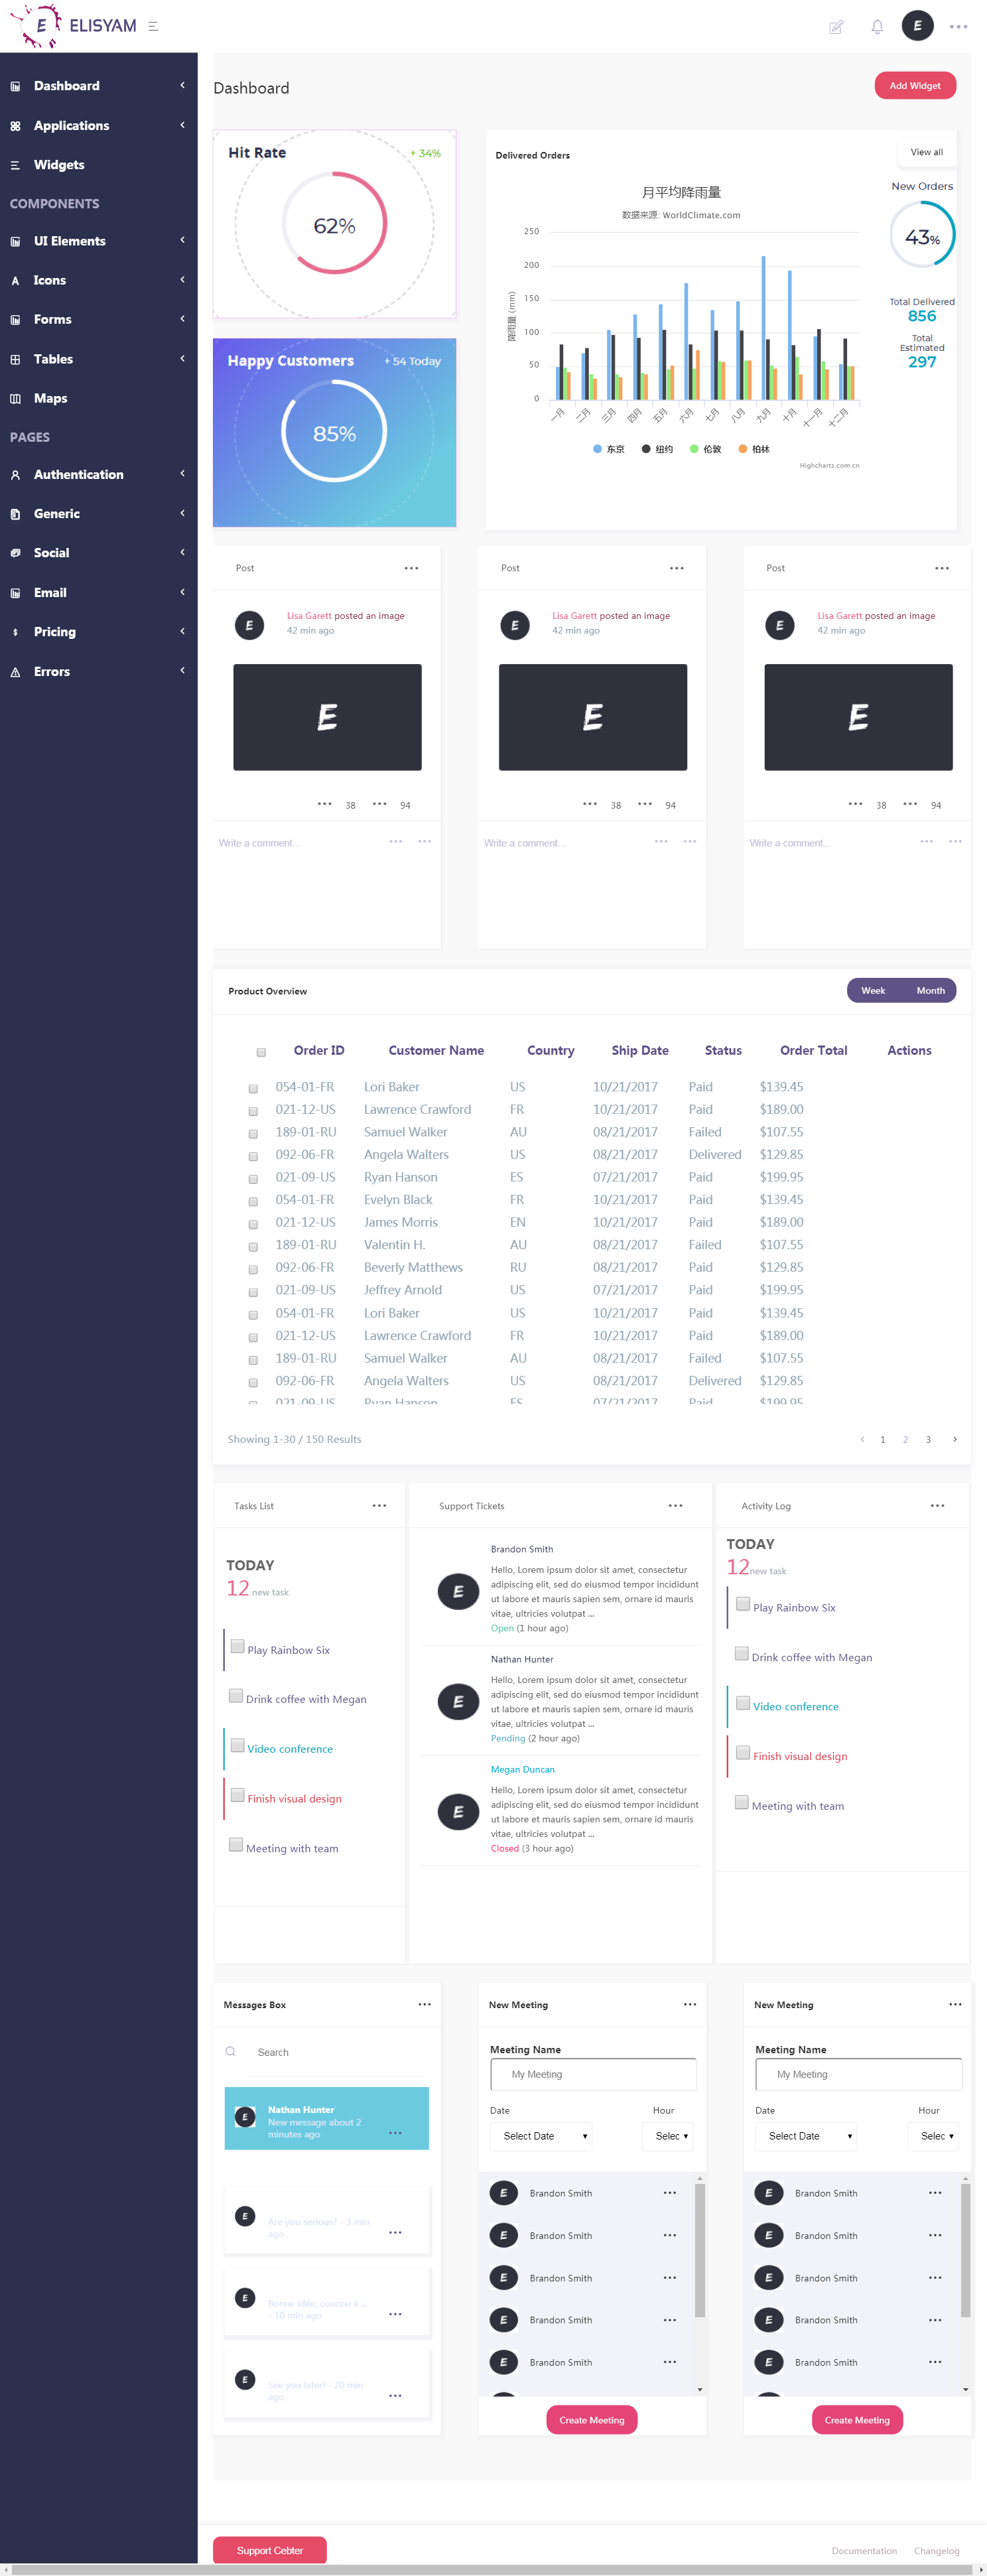 E ELISYAM
Dashboard
Applications
Widgets
COMPONENTS
UI Elements
Icons
Forms
Tables
Maps
PAGES
Authentication
Generic
Social
Email
Pricing
Errors
Dashboard
Add Widget
Hit Rate
+ 34%
62%
Happy Customers
+ 54 Today
85%
Delivered Orders
View all
月平均降雨量
数据来源: WorldClimate.com
降雨量 (mm)
250
200
150
100
50
0
一月 二月 三月 四月 五月 六月 七月 八月 九月 十月 十一月 十二月
东京 纽约 伦敦 柏林
Highcharts.com.cn
New Orders
43%
Total Delivered
856
Total
Estimated
297
Post
E
Lisa Garett posted an image
42 min ago
E
38 94
Write a comment...
Post
E
Lisa Garett posted an image
42 min ago
E
38 94
Write a comment...
Post
E
Lisa Garett posted an image
42 min ago
E
38 94
Write a comment...
Product Overview
Week Month
Order ID Customer Name Country Ship Date Status Order Total Actions
054-01-FR Lori Baker US 10/21/2017 Paid $139.45
021-12-US Lawrence Crawford FR 10/21/2017 Paid $189.00
189-01-RU Samuel Walker AU 08/21/2017 Failed $107.55
092-06-FR Angela Walters US 08/21/2017 Delivered $129.85
021-09-US Ryan Hanson ES 07/21/2017 Paid $199.95
054-01-FR Evelyn Black FR 10/21/2017 Paid $139.45
021-12-US James Morris EN 10/21/2017 Paid $189.00
189-01-RU Valentin H. AU 08/21/2017 Failed $107.55
092-06-FR Beverly Matthews RU 08/21/2017 Paid $129.85
021-09-US Jeffrey Arnold US 07/21/2017 Paid $199.95
054-01-FR Lori Baker US 10/21/2017 Paid $139.45
021-12-US Lawrence Crawford FR 10/21/2017 Paid $189.00
189-01-RU Samuel Walker AU 08/21/2017 Failed $107.55
092-06-FR Angela Walters US 08/21/2017 Delivered $129.85
021-09-US Ryan Hanson ES 07/21/2017 Paid $199.95
Showing 1-30 / 150 Results
1 2 3
Tasks List
TODAY
12 new task
Play Rainbow Six
Drink coffee with Megan
Video conference
Finish visual design
Meeting with team
Support Tickets
E
Brandon Smith
Hello, Lorem ipsum dolor sit amet, consectetur
adipiscing elit, sed do eiusmod tempor incididunt
ut labore et mauris sapien sem, ornare id mauris
vitae, ultricies volutpat ...
Open (1 hour ago)
E
Nathan Hunter
Hello, Lorem ipsum dolor sit amet, consectetur
adipiscing elit, sed do eiusmod tempor incididunt
ut labore et mauris sapien sem, ornare id mauris
vitae, ultricies volutpat ...
Pending (2 hour ago)
E
Megan Duncan
Hello, Lorem ipsum dolor sit amet, consectetur
adipiscing elit, sed do eiusmod tempor incididunt
ut labore et mauris sapien sem, ornare id mauris
vitae, ultricies volutpat ...
Closed (3 hour ago)
Activity Log
TODAY
12 new task
Play Rainbow Six
Drink coffee with Megan
Video conference
Finish visual design
Meeting with team
Messages Box
Search
E
Nathan Hunter
New message about 2
minutes ago
E
Are you serious? - 3 min
ago
E
Bonne idée, coucou à ...
- 10 min ago
E
See you later! - 20 min
ago
New Meeting
Meeting Name
My Meeting
Date Hour
Select Date Selec
E Brandon Smith
E Brandon Smith
E Brandon Smith
E Brandon Smith
E Brandon Smith
Create Meeting
New Meeting
Meeting Name
My Meeting
Date Hour
Select Date Selec
E Brandon Smith
E Brandon Smith
E Brandon Smith
E Brandon Smith
E Brandon Smith
Create Meeting
Support Cebter
Documentation Changelog